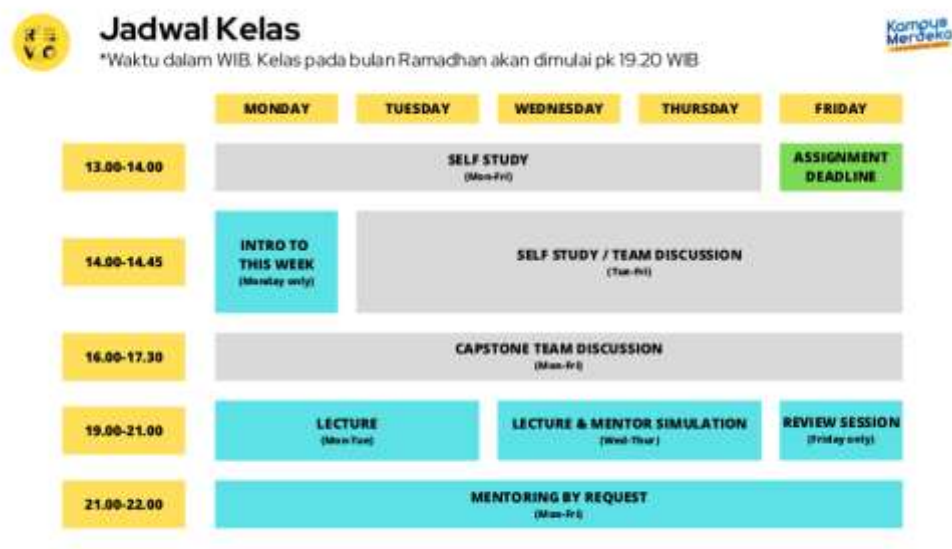 RE
VO
Jadwal Kelas
Kampus
Merdeka
*Waktu dalam WIB. Kelas pada bulan Ramadhan akan dimulai pk 19.20 WIB
MONDAY
TUESDAY
WEDNESDAY
THURSDAY
FRIDAY
13.00-14.00
SELF STUDY
(Mon-Fri)
ASSIGNMENT
DEADLINE
14.00-14.45
INTRO TO
THIS WEEK
(Monday only)
SELF STUDY / TEAM DISCUSSION
(Tue-Fri)
16.00-17.30
CAPSTONE TEAM DISCUSSION
(Mon-Fri)
19.00-21.00
LECTURE
(Mon-Tue)
LECTURE & MENTOR SIMULATION
(Wed-Thur)
REVIEW SESSION
(Friday only)
21.00-22.00
MENTORING BY REQUEST
(Mon-Fri)